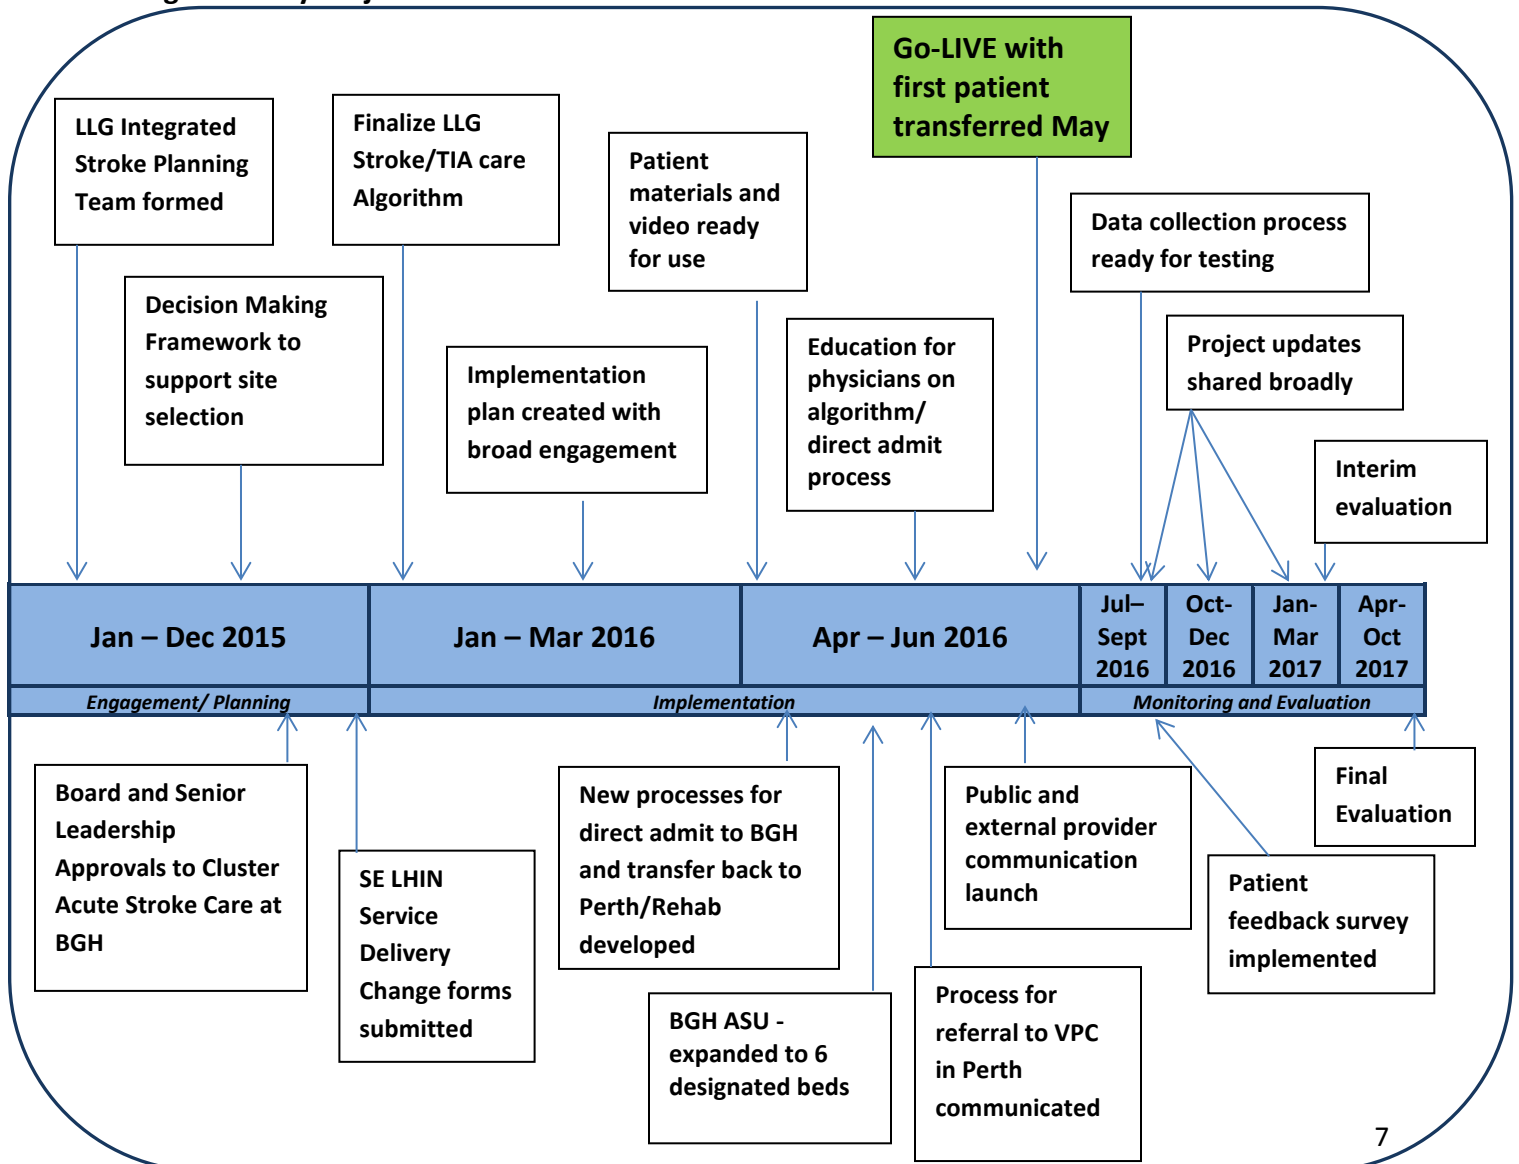 Go-LIVE with
first patient
transferred May
LLG Integrated
Stroke Planning
Team formed
Finalize LLG
Stroke/TIA care
Algorithm
Patient
materials and
video ready
for use
Data collection process
ready for testing
Decision Making
Framework to
support site
selection
Implementation
plan created with
broad engagement
Education for
physicians on
algorithm/
direct admit
process
Project updates
shared broadly
Interim
evaluation
Jan – Dec 2015
Jan – Mar 2016
Apr – Jun 2016
Jul–
Sept
2016
Oct-
Dec
2016
Jan-
Mar
2017
Apr-
Oct
2017
Engagement/ Planning
Implementation
Monitoring and Evaluation
Board and Senior
Leadership
Approvals to Cluster
Acute Stroke Care at
BGH
SE LHIN
Service
Delivery
Change forms
submitted
New processes for
direct admit to BGH
and transfer back to
Perth/Rehab
developed
BGH ASU -
expanded to 6
designated beds
Public and
external provider
communication
launch
Process for
referral to VPC
in Perth
communicated
Patient
feedback survey
implemented
Final
Evaluation
7